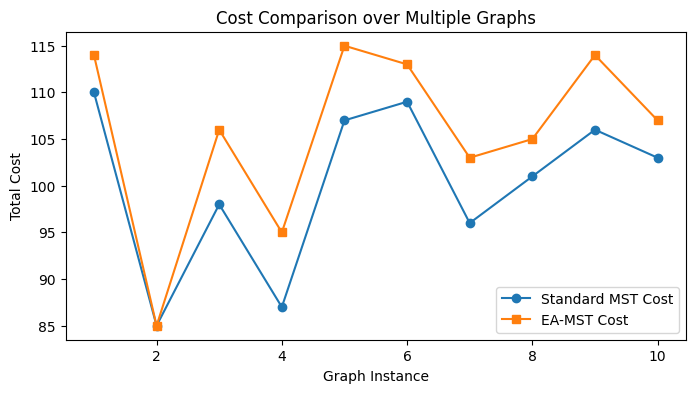 Cost Comparison over Multiple Graphs
Total Cost
115
110
105
100
95
90
85
2
4
6
8
10
Graph Instance
Standard MST Cost
EA-MST Cost